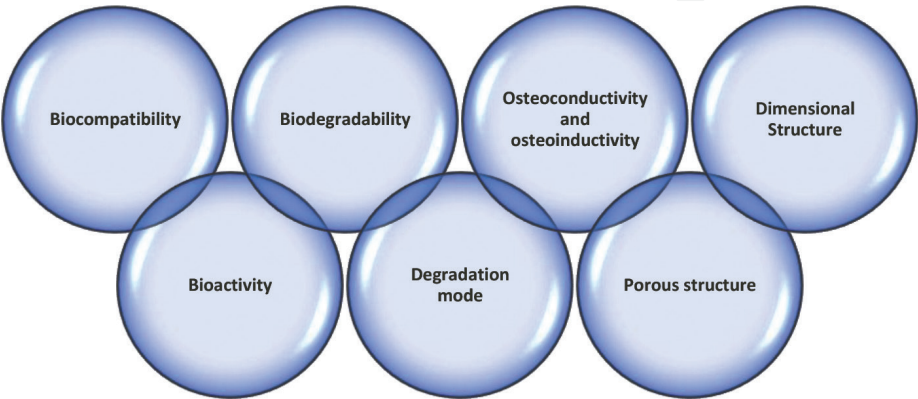 Biocompatibility
Biodegradability
Osteoconductivity
and
osteoinductivity
Dimensional
Structure
Bioactivity
Degradation
mode
Porous structure